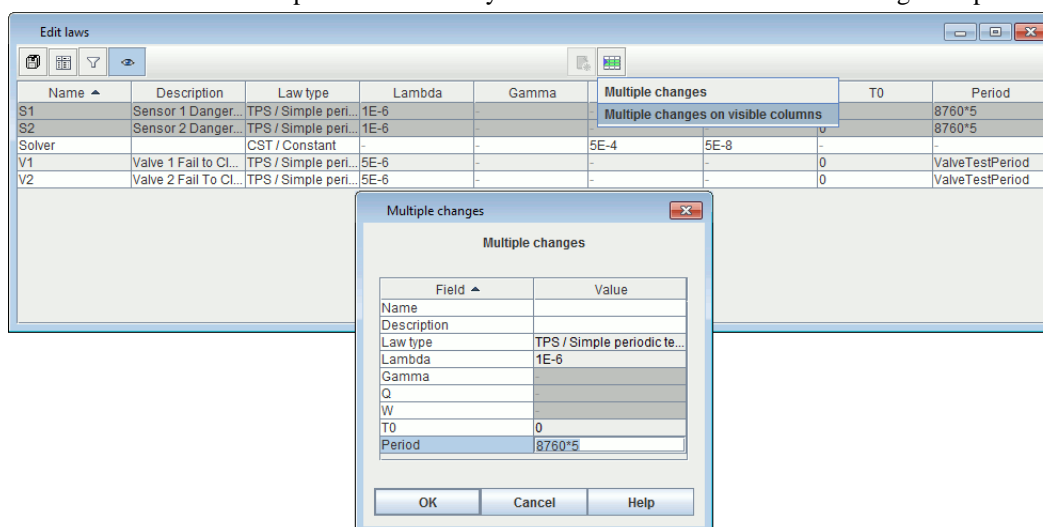 Edit laws
Name Description Law type Lambda Gamma T0 Period
Multiple changes
Multiple changes on visible columns
S1 Sensor 1 Danger... TPS / Simple peri... 1E-6 - 8760*5
S2 Sensor 2 Danger... TPS / Simple peri... 1E-6 - - - 0 8760*5
Solver CST / Constant - - 5E-4 5E-8 - -
V1 Valve 1 Fail to Cl... TPS / Simple peri... 5E-6 - - - 0 ValveTestPeriod
V2 Valve 2 Fail To Cl... TPS / Simple peri... 5E-6 - - - 0 ValveTestPeriod
Multiple changes
Multiple changes
Field Value
Name
Description
Law type TPS / Simple periodic te...
Lambda 1E-6
Gamma -
Q -
W -
T0 0
Period 8760*5
OK Cancel Help